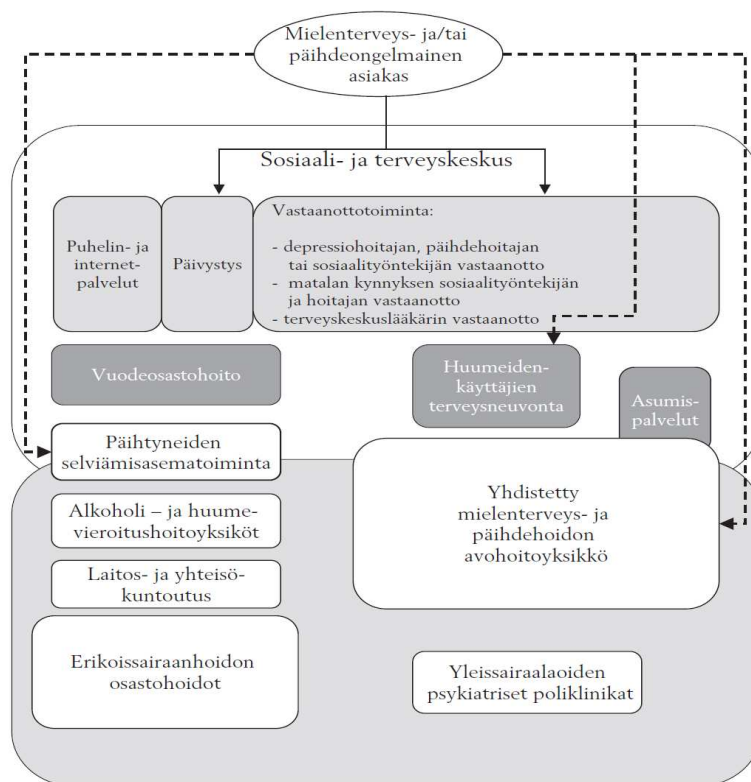 Mielenterveys- ja/tai
päihdeongelmainen
asiakas
Sosiaali- ja terveyskeskus
Puhelin- ja
internet-
palvelut
Päivystys
Vastaanottotoiminta:
- depressiohoitajan, päihdehoitajan
tai sosiaalityöntekijän vastaanotto
- matalan kynnyksen sosiaalityöntekijän
ja hoitajan vastaanotto
- terveyskeskuslääkärin vastaanotto
Vuodeosastohoito
Huumeiden-
käyttäjien
terveysneuvonta
Asumis-
palvelut
Päihtyneiden
selviämisasematoiminta
Yhdistetty
mielenterveys- ja
päihdehoidon
avohoitoyksikkö
Alkoholi – ja huume-
vieroitushoitoyksiköt
Laitos- ja yhteisö-
kuntoutus
Erikoissairaanhoidon
osastohoidot
Yleissairaalaoiden
psykiatriset poliklinikat